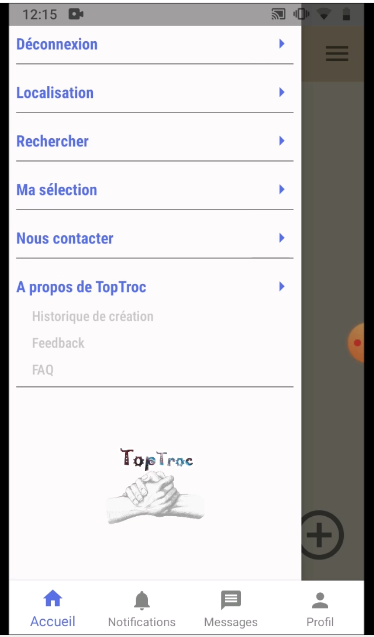 12:15
Déconnexion
Localisation
Rechercher
Ma sélection
Nous contacter
A propos de TopTroc
Historique de création
Feedback
FAQ
TopTroc
Accueil
Notifications
Messages
Profil